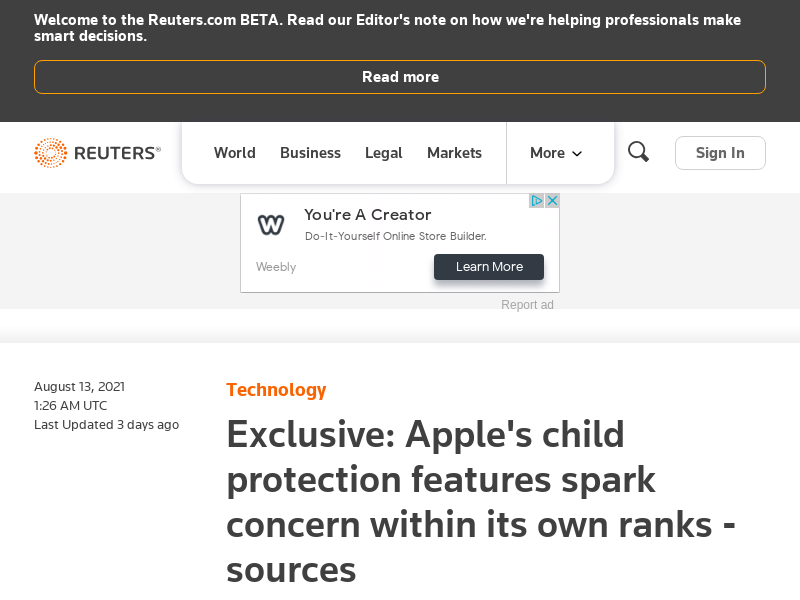 Welcome to the Reuters.com BETA. Read our Editor's note on how we're helping professionals make
smart decisions.
Read more
REUTERS®
World
Business
Legal
Markets
More
Sign In
You're A Creator
Do-It-Yourself Online Store Builder.
Weebly
Learn More
Report ad
August 13, 2021
1:26 AM UTC
Last Updated 3 days ago
Technology
Exclusive: Apple's child
protection features spark
concern within its own ranks -
sources